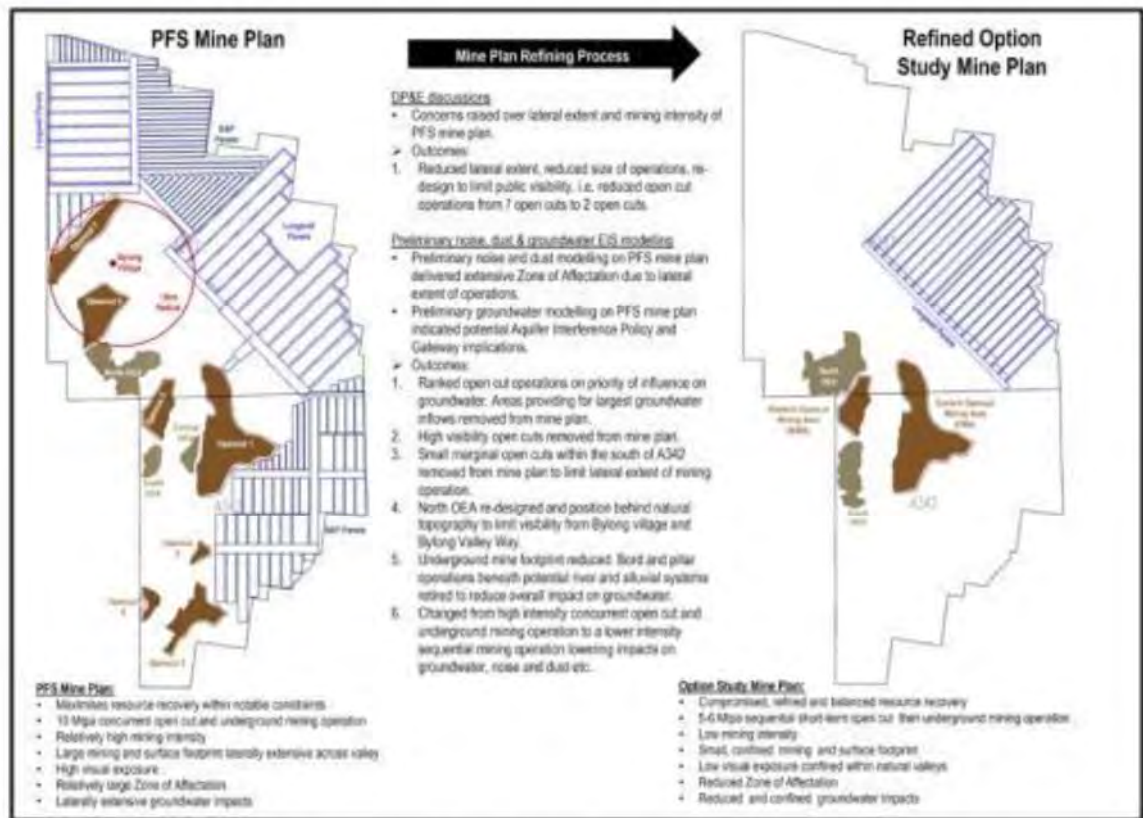 PFS Mine Plan
Mine Plan Refining Process
Refined Option
Study Mine Plan
DP&E discussions
• Concerns raised over lateral extent and mining intensity of
PFS mine plan.
➢ Outcomes:
1. Reduced lateral extent, reduced size of operations, re-
design to limit public visibility, i.e. reduced open cut
operations from 7 open cuts to 2 open cuts.
Preliminary noise, dust & groundwater EIS modelling
• Preliminary noise and dust modelling on PFS mine plan
delivered extensive Zone of Affectation due to lateral
extent of operations.
• Preliminary groundwater modelling on PFS mine plan
indicated potential Aquifer Interference Policy and
Gateway implications.
➢ Outcomes:
1. Ranked open cut operations on priority of influence on
groundwater. Areas providing for largest groundwater
inflows removed from mine plan.
2. High visibility open cuts removed from mine plan.
3. Small marginal open cuts within the south of A342
removed from mine plan to limit lateral extent of mining
operation.
4. North OEA re-designed and position behind natural
topography to limit visibility from Bylong village and
Bylong Valley Way.
5. Underground mine footprint reduced. Bord and pillar
operations beneath potential river and alluvial systems
retired to reduce overall impact on groundwater.
6. Changed from high intensity concurrent open cut and
underground mining operation to a lower intensity
sequential mining operation lowering impacts on
groundwater, noise and dust etc.
Longwall
Panels
Bylong
Village
Opencut 1
A342
PFS Mine Plan:
• Maximises resource recovery within notable constraints
• 10 Mtpa concurrent open cut and underground mining operation
• Relatively high mining intensity
• Large mining and surface footprint laterally extensive across valley
• High visual exposure
• Relatively large Zone of Affectation
• Laterally extensive groundwater impacts
Option Study Mine Plan:
• Compromised, refined and balanced resource recovery
• 5-6 Mtpa sequential short-term open cut then underground mining operation
• Low mining intensity
• Small, confined mining and surface footprint
• Low visual exposure confined within natural valleys
• Reduced Zone of Affectation
• Reduced and confined groundwater impacts